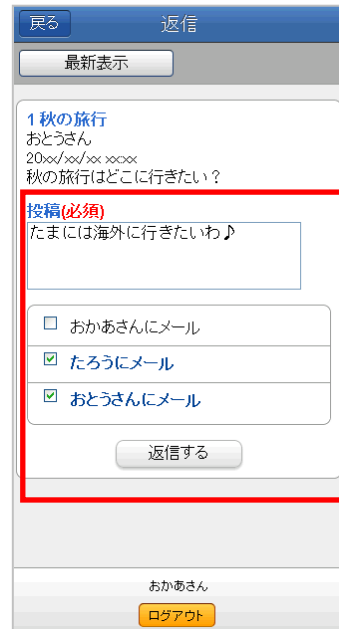 戻る 返信
最新表示
1 秋の旅行
おとうさん
20xx/xx/xx xx:xx
秋の旅行はどこに行きたい？
投稿(必須)
たまには海外に行きたいわ♪
おかあさんにメール
たろうにメール
おとうさんにメール
返信する
おかあさん
ログアウト